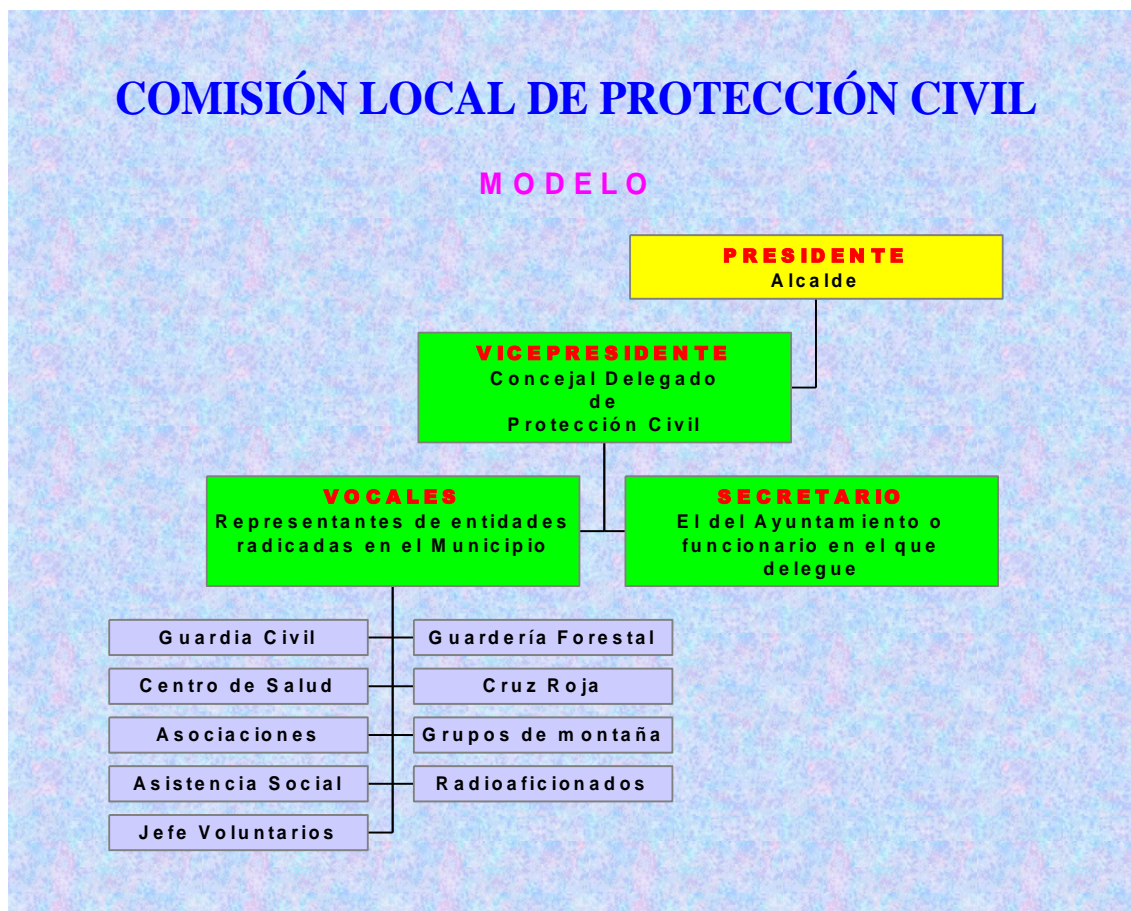 COMISIÓN LOCAL DE PROTECCIÓN CIVIL
MODELO
PRESIDENTE
Alcalde
VICEPRESIDENTE
Concejal Delegado
de
Protección Civil
VOCALES
Representantes de entidades
radicadas en el Municipio
SECRETARIO
El del Ayuntamiento o
funcionario en el que
delegue
Guardia Civil
Guardería Forestal
Centro de Salud
Cruz Roja
Asociaciones
Grupos de montaña
Asistencia Social
Radioaficionados
Jefe Voluntarios